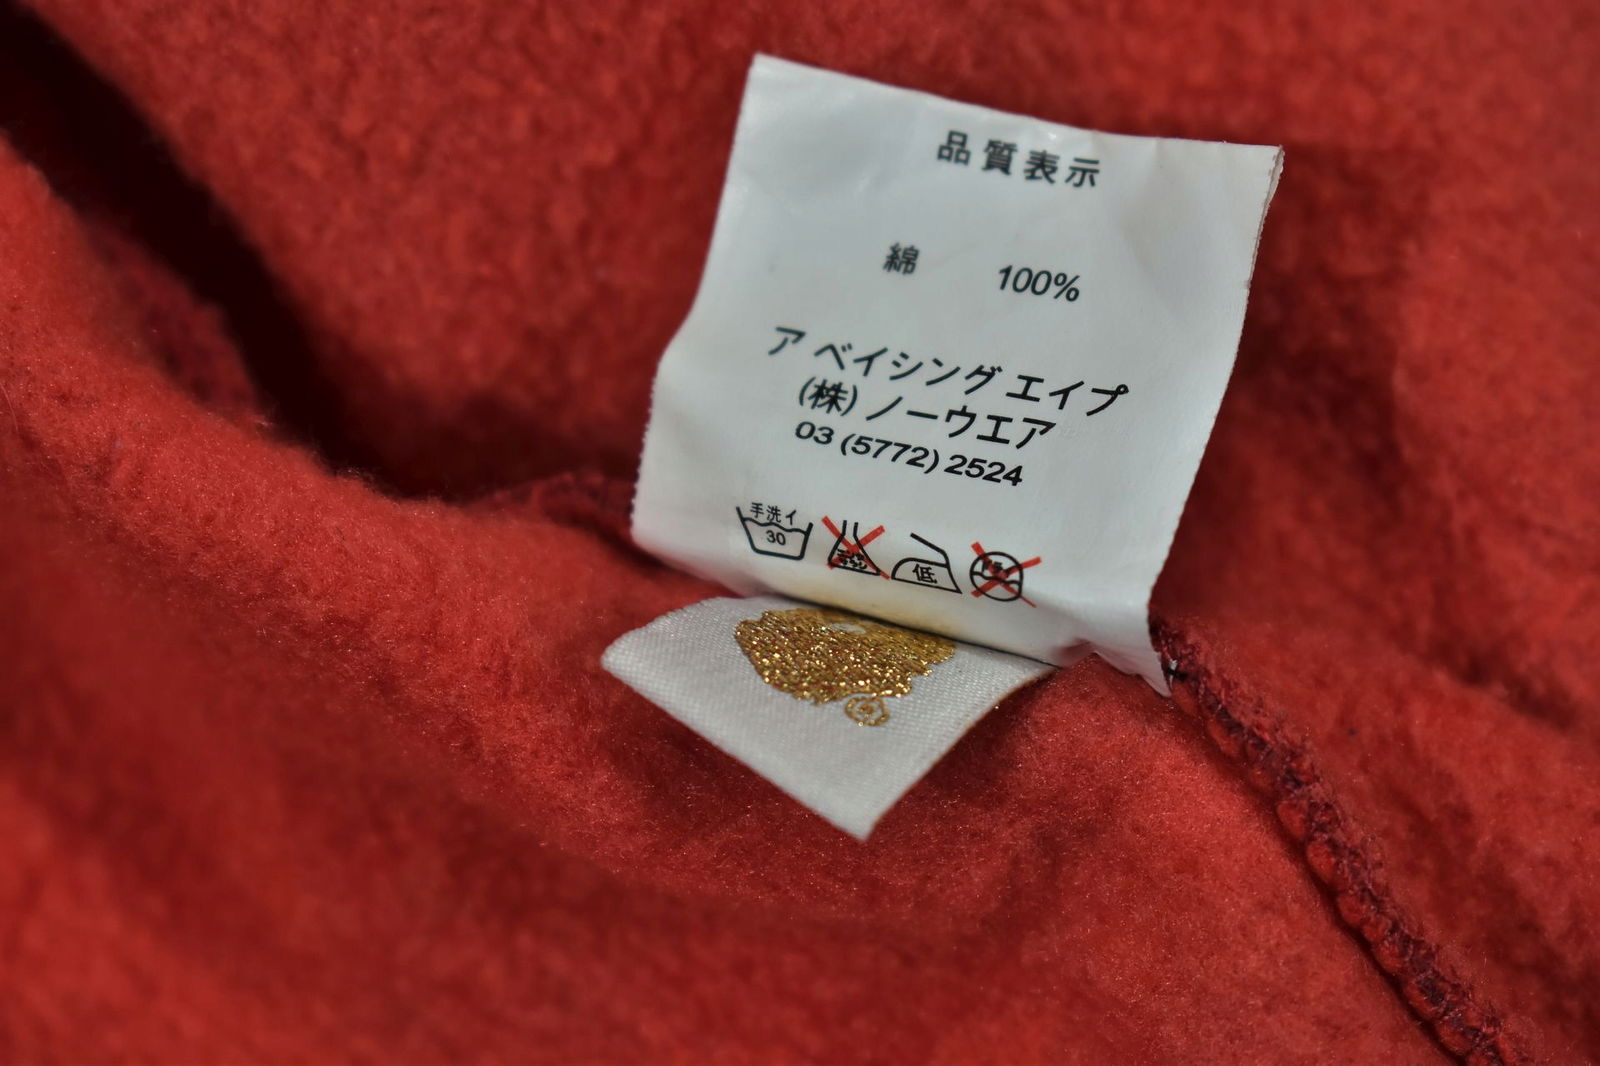 品質表示
綿 100%
ア ベイシング エイプ
(株) ノーウエア
03 (5772) 2524
手洗イ
30
低